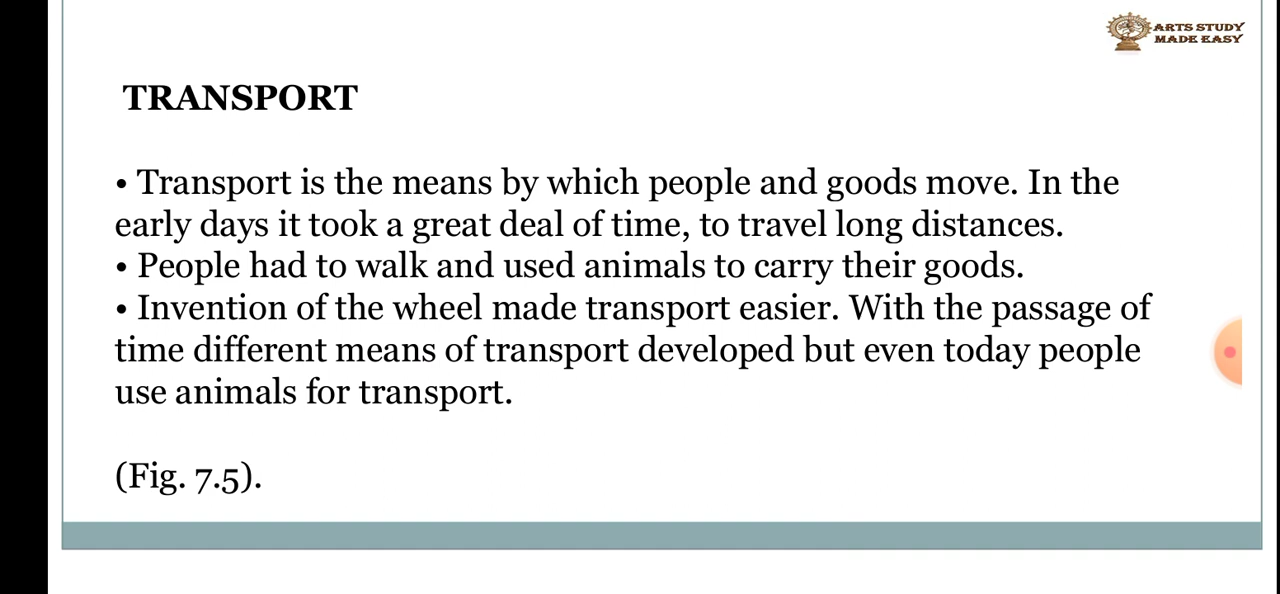 ARTS STUDY
MADE EASY
TRANSPORT
• Transport is the means by which people and goods move. In the
early days it took a great deal of time, to travel long distances.
• People had to walk and used animals to carry their goods.
• Invention of the wheel made transport easier. With the passage of
time different means of transport developed but even today people
use animals for transport.
(Fig. 7.5).